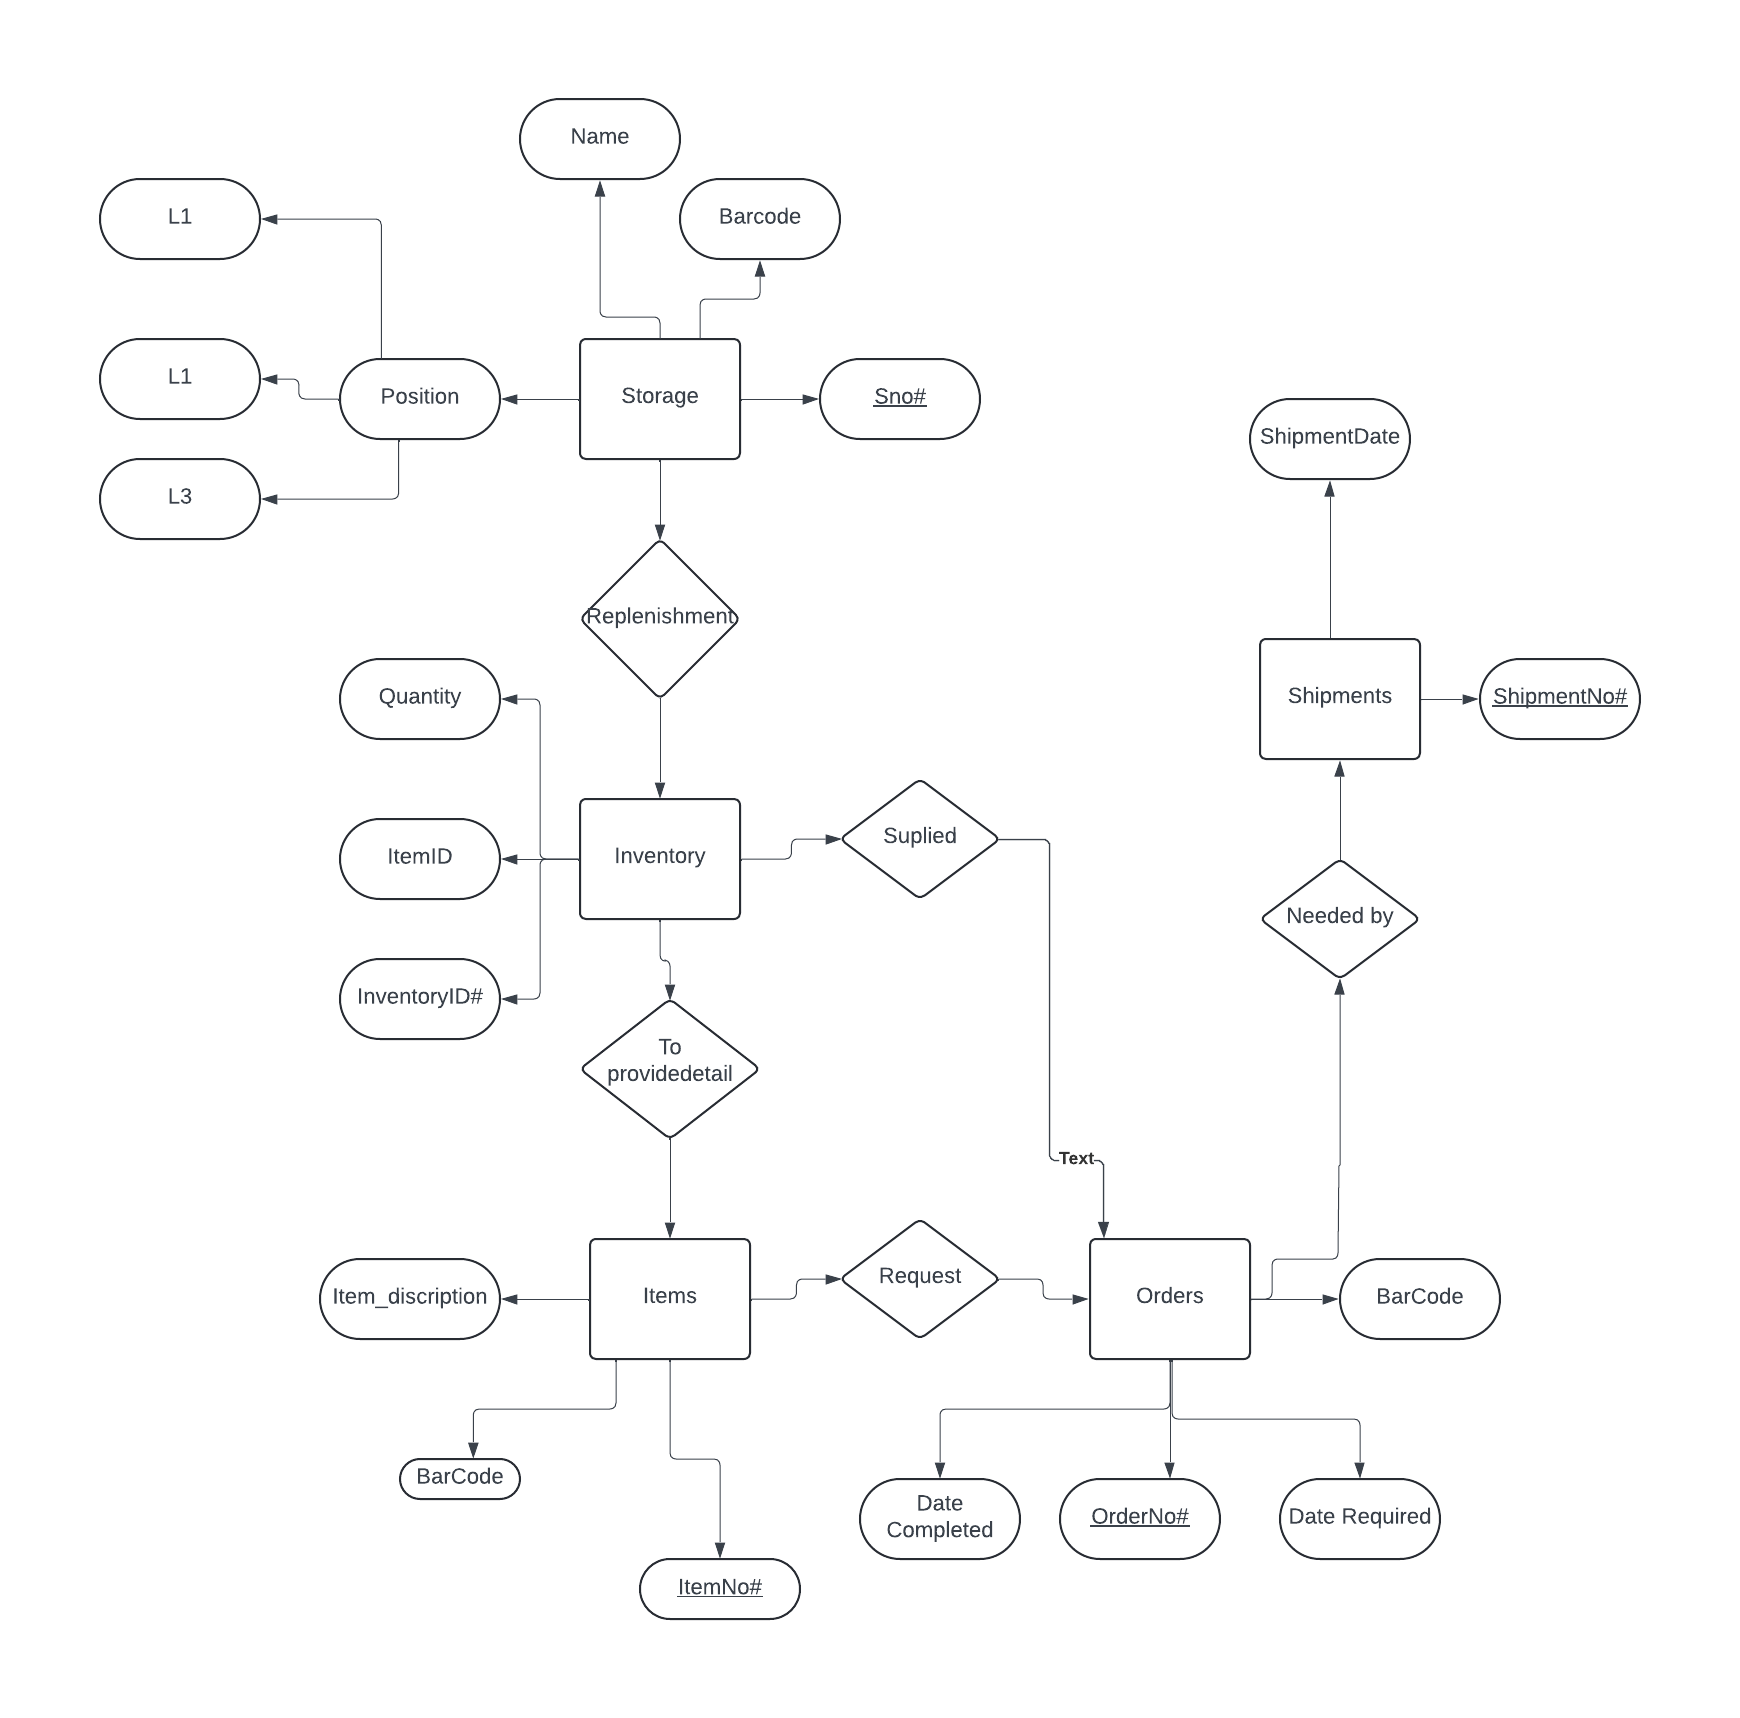 Name
L1
Barcode
L1
Position
Storage
Sno#
ShipmentDate
L3
Replenishment
Quantity
Shipments
ShipmentNo#
ItemID
Inventory
Suplied
Needed by
InventoryID#
To
providedetail
Text
Item_discription
Items
Request
Orders
BarCode
BarCode
Date
Completed
OrderNo#
Date Required
ItemNo#